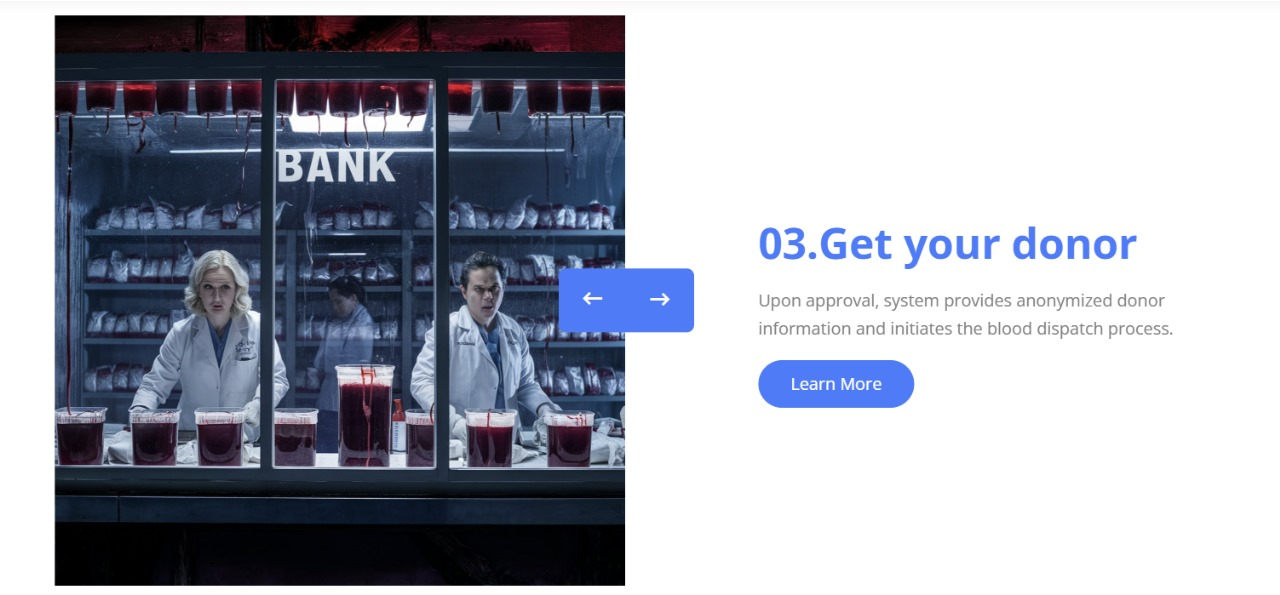 BANK
03.Get your donor
Upon approval, system provides anonymized donor
information and initiates the blood dispatch process.
Learn More